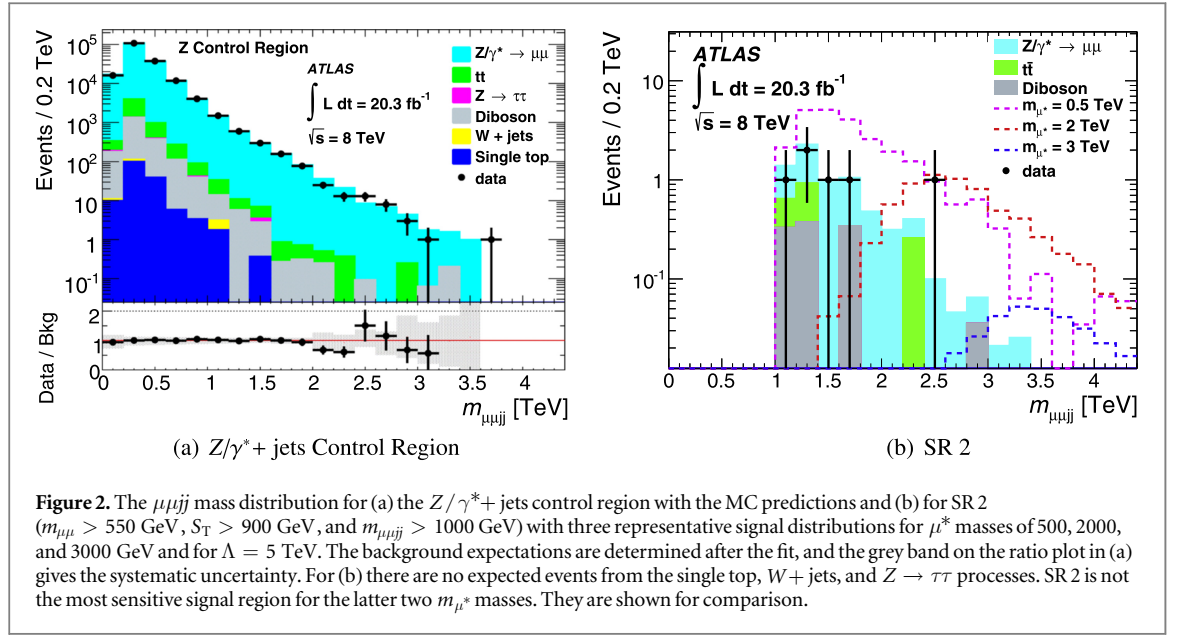 Z Control Region
ATLAS
∫ L dt = 20.3 fb⁻¹
√s = 8 TeV
Z/γ* → μμ
tt
Z → ττ
Diboson
W + jets
Single top
data
Events / 0.2 TeV
10⁵
10⁴
10³
10²
10
1
10⁻¹
Data / Bkg
2
1
0
0 0.5 1 1.5 2 2.5 3 3.5 4
m_μμjj [TeV]
(a) Z/γ*+ jets Control Region
ATLAS
∫ L dt = 20.3 fb⁻¹
√s = 8 TeV
Z/γ* → μμ
tt̄
Diboson
m_μ* = 0.5 TeV
m_μ* = 2 TeV
m_μ* = 3 TeV
data
Events / 0.2 TeV
10
1
10⁻¹
0 0.5 1 1.5 2 2.5 3 3.5 4
m_μμjj [TeV]
(b) SR 2
Figure 2. The μμjj mass distribution for (a) the Z/γ*+ jets control region with the MC predictions and (b) for SR 2
(m_μμ > 550 GeV, S_T > 900 GeV, and m_μμjj > 1000 GeV) with three representative signal distributions for μ* masses of 500, 2000,
and 3000 GeV and for Λ = 5 TeV. The background expectations are determined after the fit, and the grey band on the ratio plot in (a)
gives the systematic uncertainty. For (b) there are no expected events from the single top, W+ jets, and Z → ττ processes. SR 2 is not
the most sensitive signal region for the latter two m_μ* masses. They are shown for comparison.